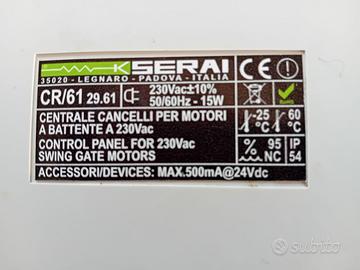 KSERAI
35020 - LEGNARO - PADOVA - ITALIA
CE
RoHS
CR/61 29.61
230Vac±10%
50/60Hz - 15W
CENTRALE CANCELLI PER MOTORI
A BATTENTE A 230Vac
CONTROL PANEL FOR 230Vac
SWING GATE MOTORS
-25 °C
60 °C
% 95 NC
IP 54
ACCESSORI/DEVICES: MAX.500mA@24Vdc
subito